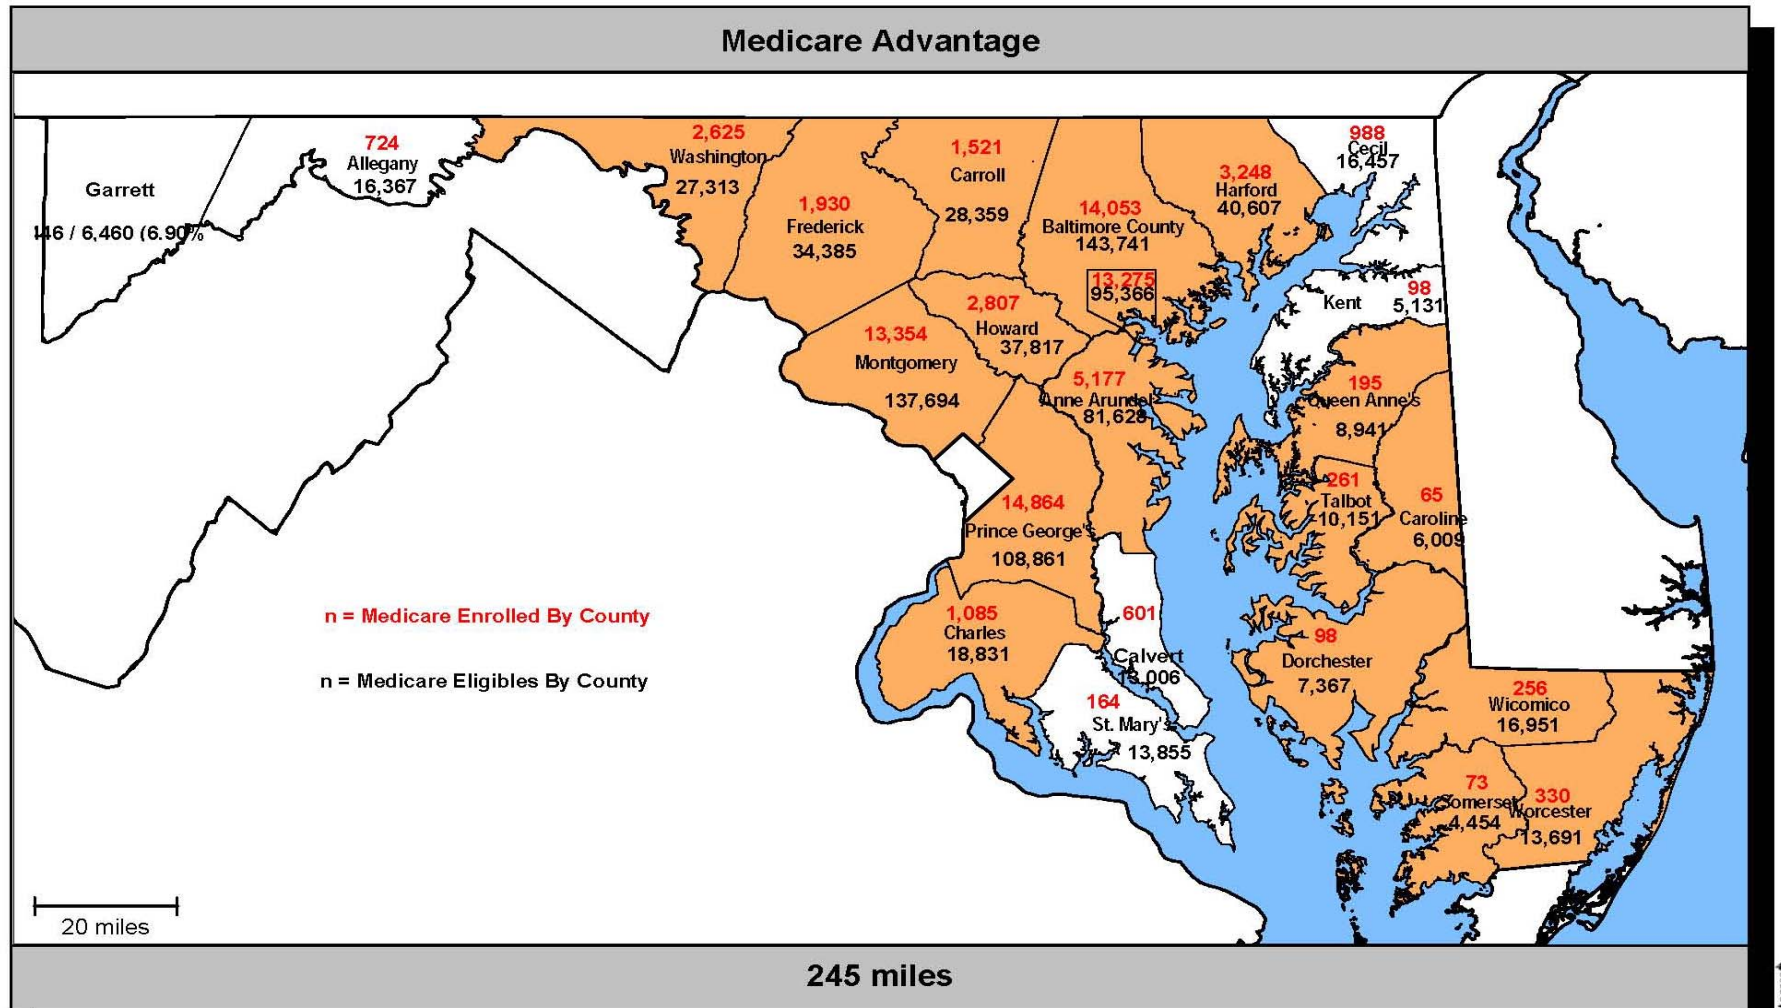 Medicare Advantage
Garrett
446 / 6,460 (6.90%
724
Allegany
16,367
2,625
Washington
27,313
1,930
Frederick
34,385
1,521
Carroll
28,359
14,053
Baltimore County
143,741
13,275
95,366
3,248
Harford
40,607
988
Cecil
16,457
98
Kent
5,131
2,807
Howard
37,817
13,354
Montgomery
137,694
5,177
Anne Arundel
81,628
195
Queen Anne's
8,941
261
Talbot
10,151
65
Caroline
6,009
14,864
Prince George's
108,861
1,085
Charles
18,831
601
Calvert
13,006
164
St. Mary's
13,855
98
Dorchester
7,367
256
Wicomico
16,951
73
Somerset
4,454
330
Worcester
13,691
n = Medicare Enrolled By County
n = Medicare Eligibles By County
20 miles
245 miles